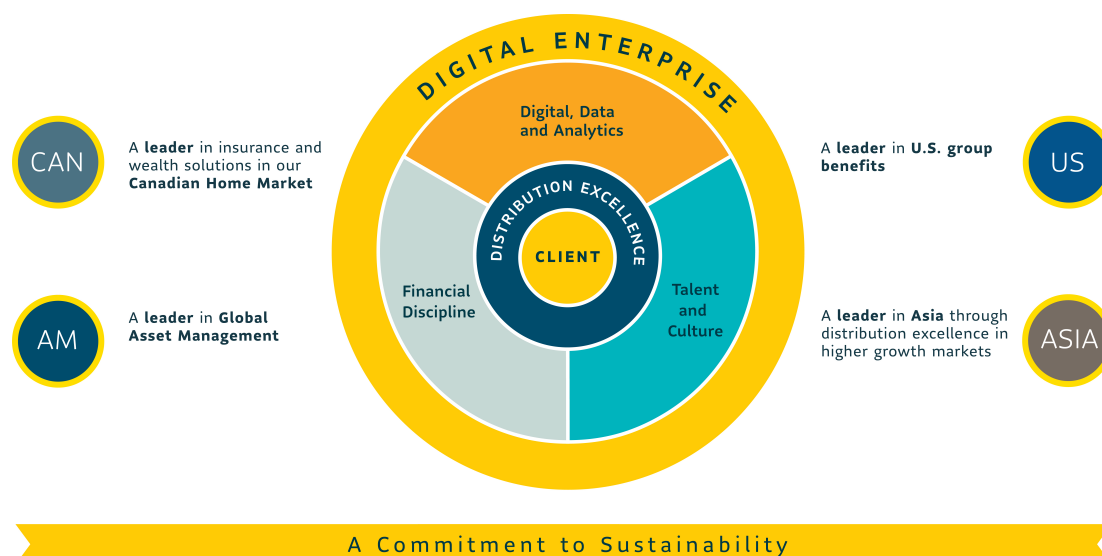 DIGITAL ENTERPRISE
Digital, Data
and Analytics
DISTRIBUTION EXCELLENCE
CLIENT
Financial
Discipline
Talent
and
Culture
CAN
A leader in insurance and
wealth solutions in our
Canadian Home Market
AM
A leader in Global
Asset Management
A leader in U.S. group
benefits
US
A leader in Asia through
distribution excellence in
higher growth markets
ASIA
A Commitment to Sustainability